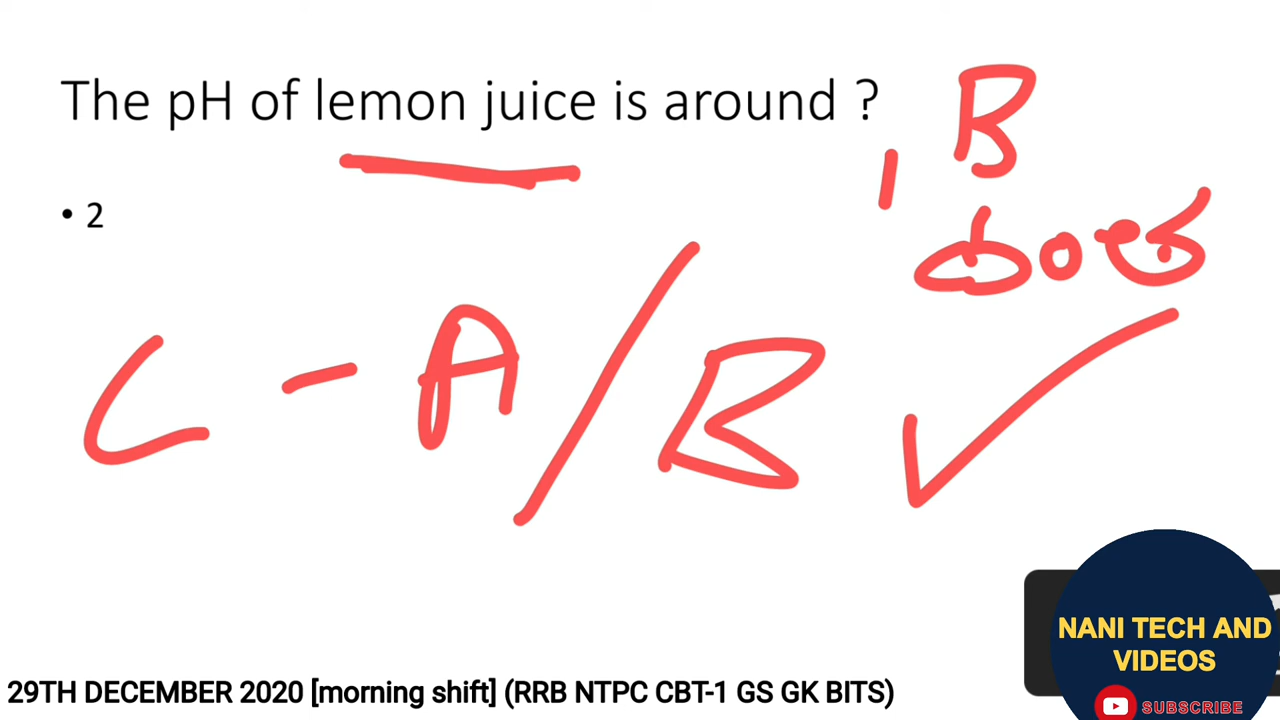 The pH of lemon juice is around ?
B
• 2
C - A / B
NANI TECH AND
VIDEOS
SUBSCRIBE
29TH DECEMBER 2020 [morning shift] (RRB NTPC CBT-1 GS GK BITS)